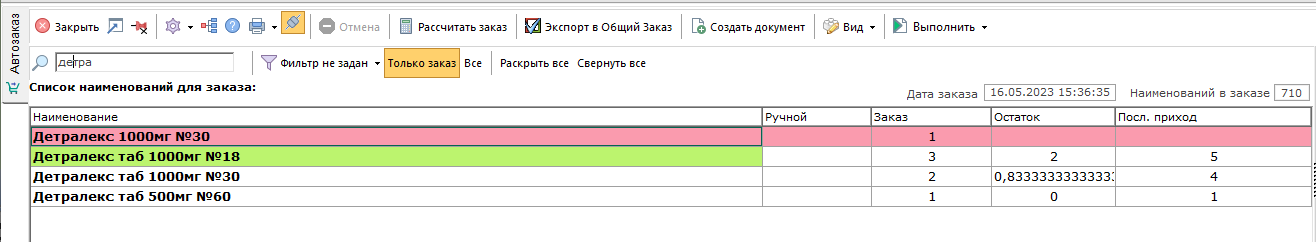 Автозаказ
Закрыть Отмена Рассчитать заказ Экспорт в Общий Заказ Создать документ Вид Выполнить
детра Фильтр не задан Только заказ Все Раскрыть все Свернуть все
Список наименований для заказа: Дата заказа 16.05.2023 15:36:35 Наименований в заказе 710
Наименование Ручной Заказ Остаток Посл. приход
Детралекс 1000мг №30 1
Детралекс таб 1000мг №18 3 2 5
Детралекс таб 1000мг №30 2 0,83333333333333 4
Детралекс таб 500мг №60 1 0 1